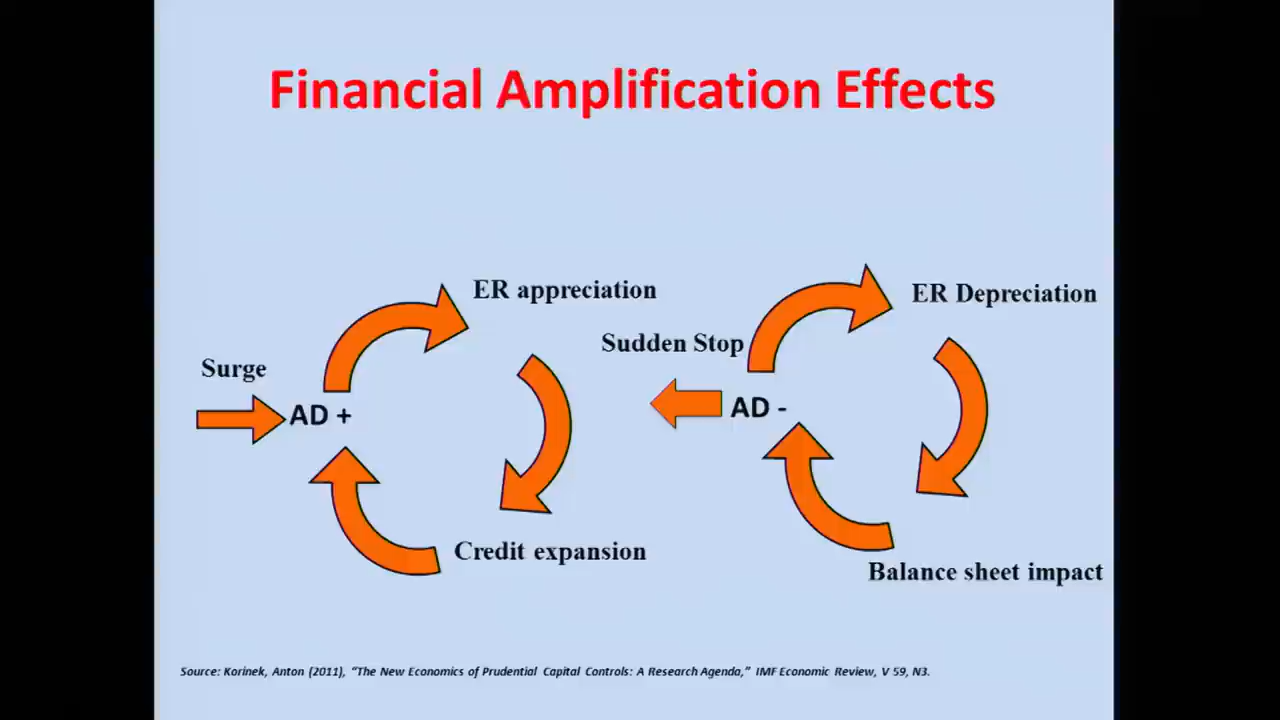 Financial Amplification Effects
ER appreciation
Surge
AD +
Credit expansion
ER Depreciation
Sudden Stop
AD -
Balance sheet impact
Source: Korinek, Anton (2011), “The New Economics of Prudential Capital Controls: A Research Agenda,” IMF Economic Review, V 59, N3.